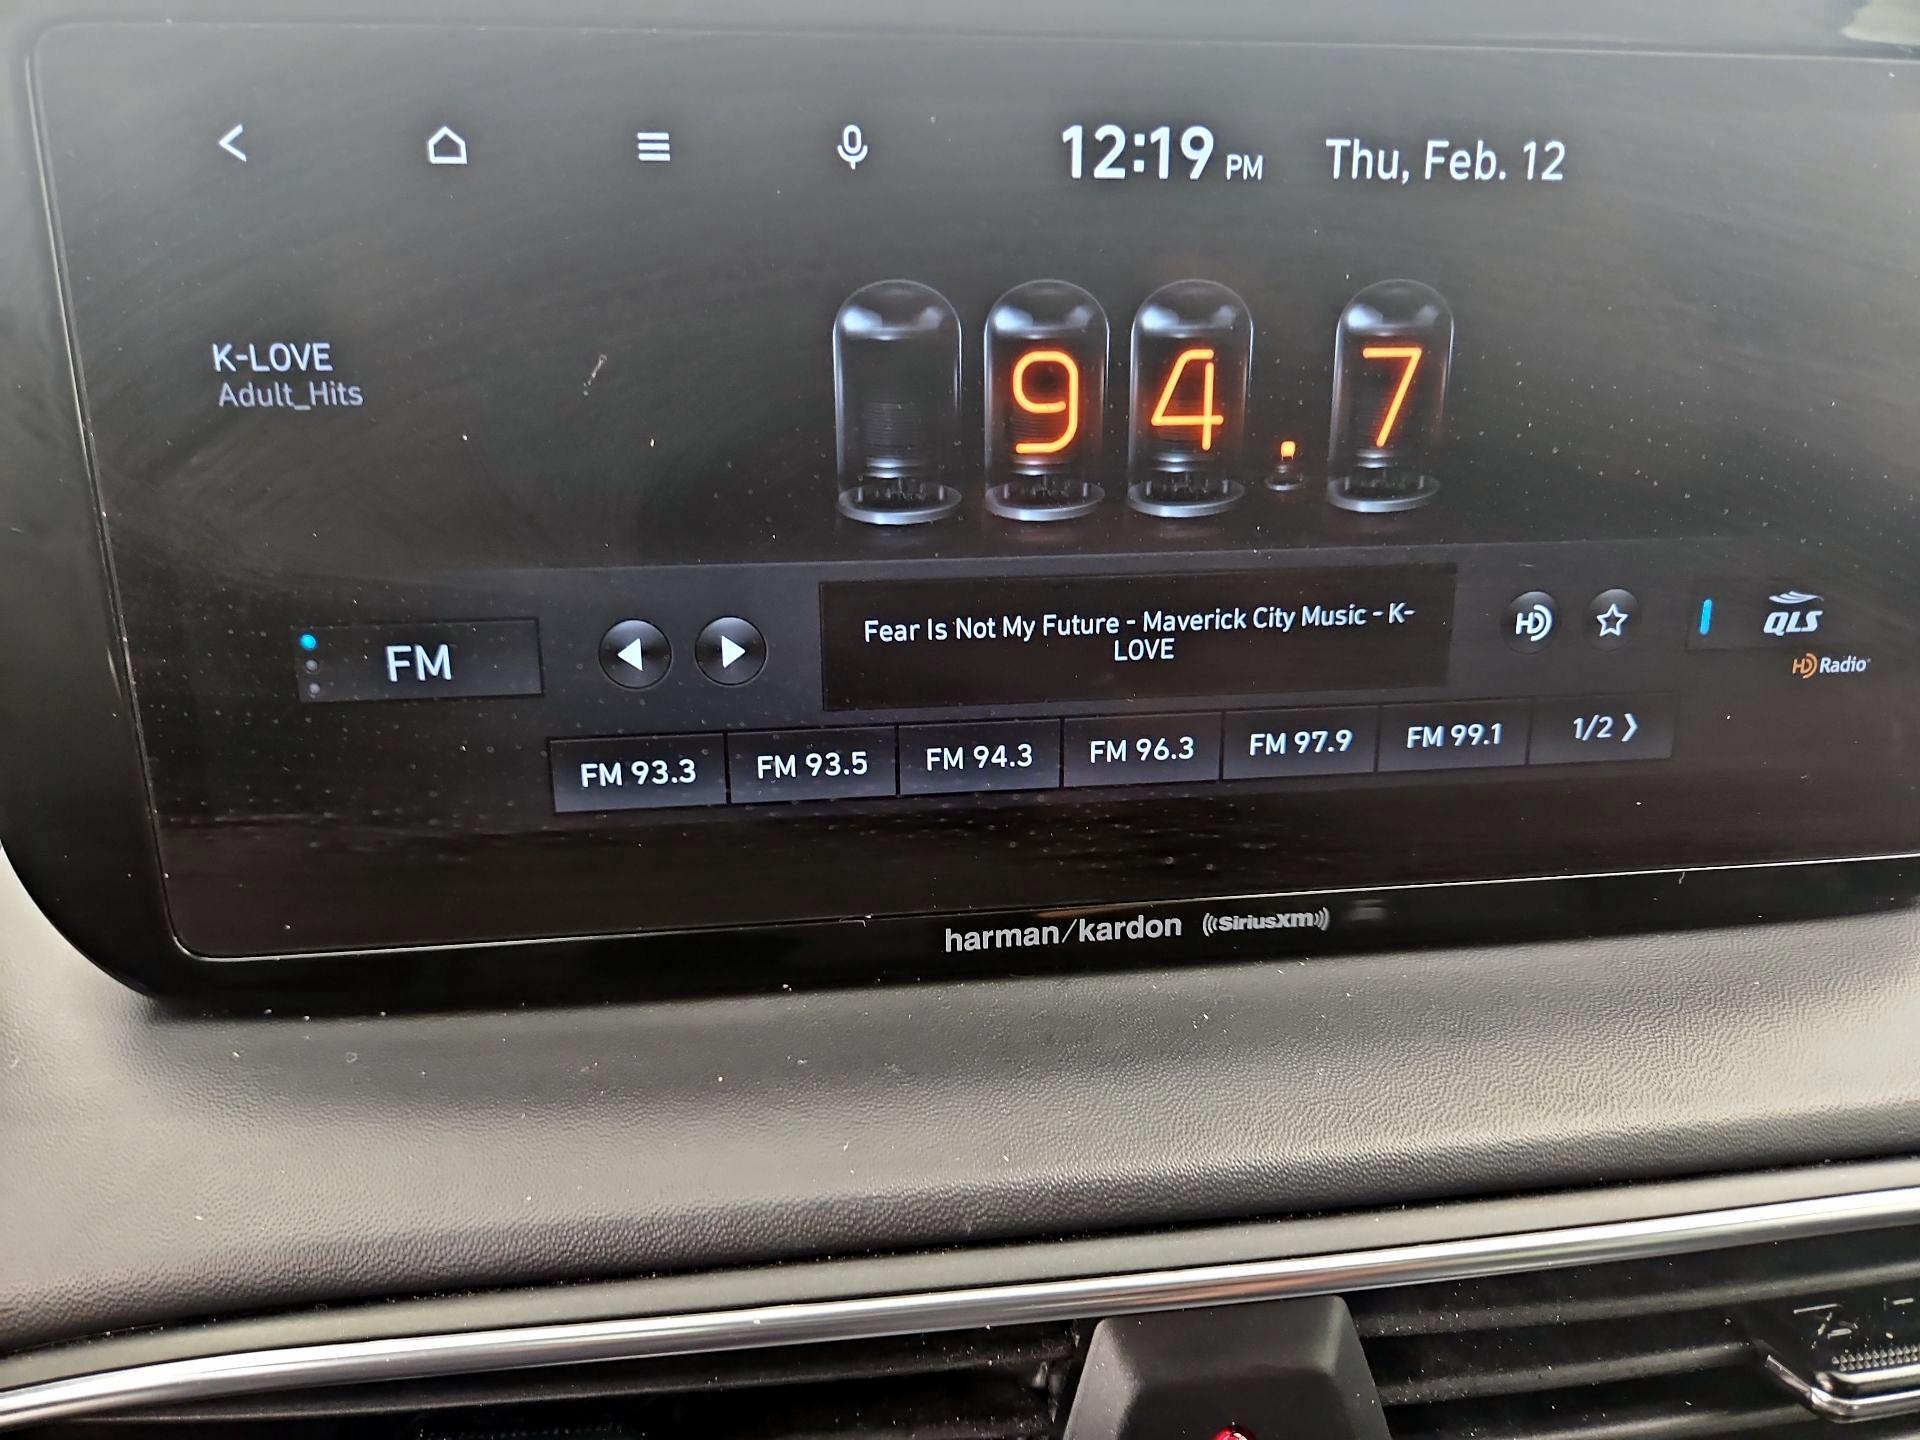 12:19 PM Thu, Feb. 12
K-LOVE
Adult_Hits
94.7
FM
Fear Is Not My Future - Maverick City Music - K-
LOVE
HD
QLS
HD Radio
FM 93.3 FM 93.5 FM 94.3 FM 96.3 FM 97.9 FM 99.1 1/2 ❯
harman/kardon ((SiriusXM))